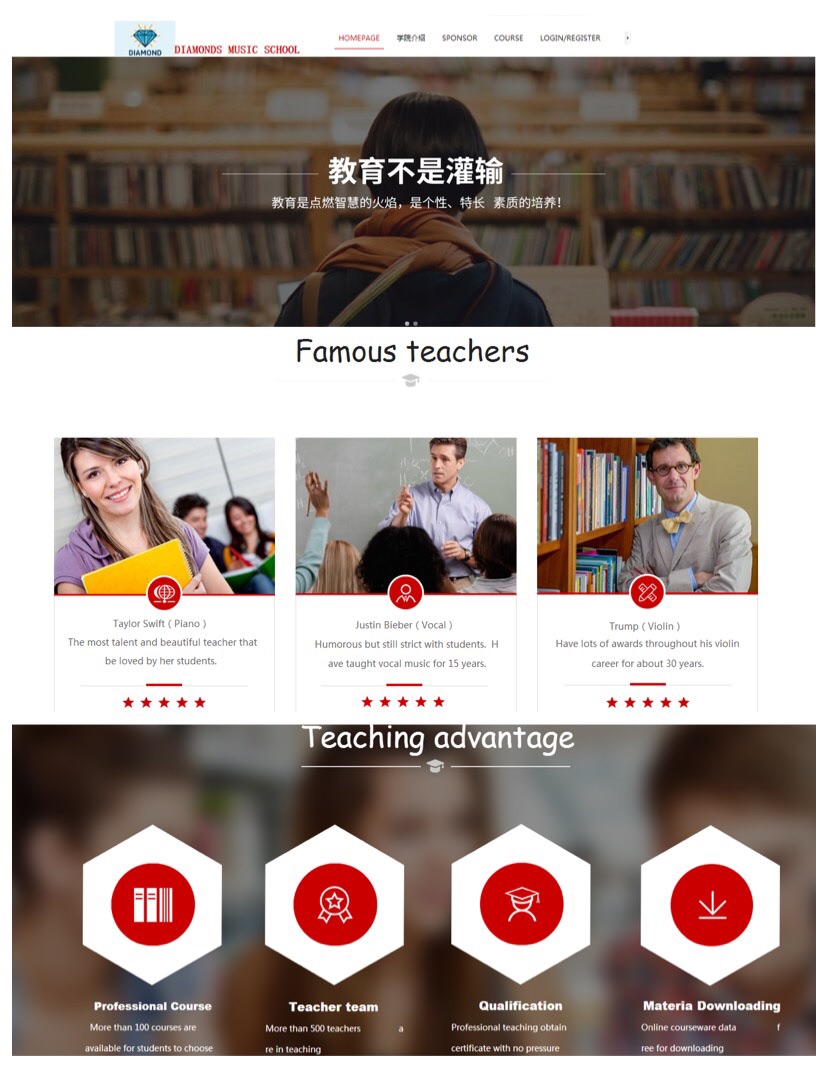 DIAMOND
DIAMONDS MUSIC SCHOOL
HOMEPAGE 学院介绍 SPONSOR COURSE LOGIN/REGISTER
教育不是灌输
教育是点燃智慧的火焰，是个性、特长 素质的培养！
Famous teachers
Taylor Swift ( Piano )
The most talent and beautiful teacher that
be loved by her students.
Justin Bieber ( Vocal )
Humorous but still strict with students. H
ave taught vocal music for 15 years.
Trump ( Violin )
Have lots of awards throughout his violin
career for about 30 years.
Teaching advantage
Professional Course
More than 100 courses are
available for students to choose
Teacher team
More than 500 teachers a
re in teaching
Qualification
Professional teaching obtain
certificate with no pressure
Materia Downloading
Online courseware data f
ree for downloading